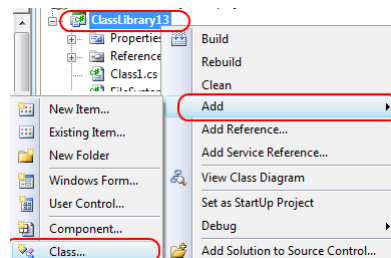 ClassLibrary13
Properties
Reference
Class1.cs
Build
Rebuild
Clean
Add
Add Reference...
Add Service Reference...
View Class Diagram
Set as StartUp Project
Debug
Add Solution to Source Control...
New Item...
Existing Item...
New Folder
Windows Form...
User Control...
Component...
Class...